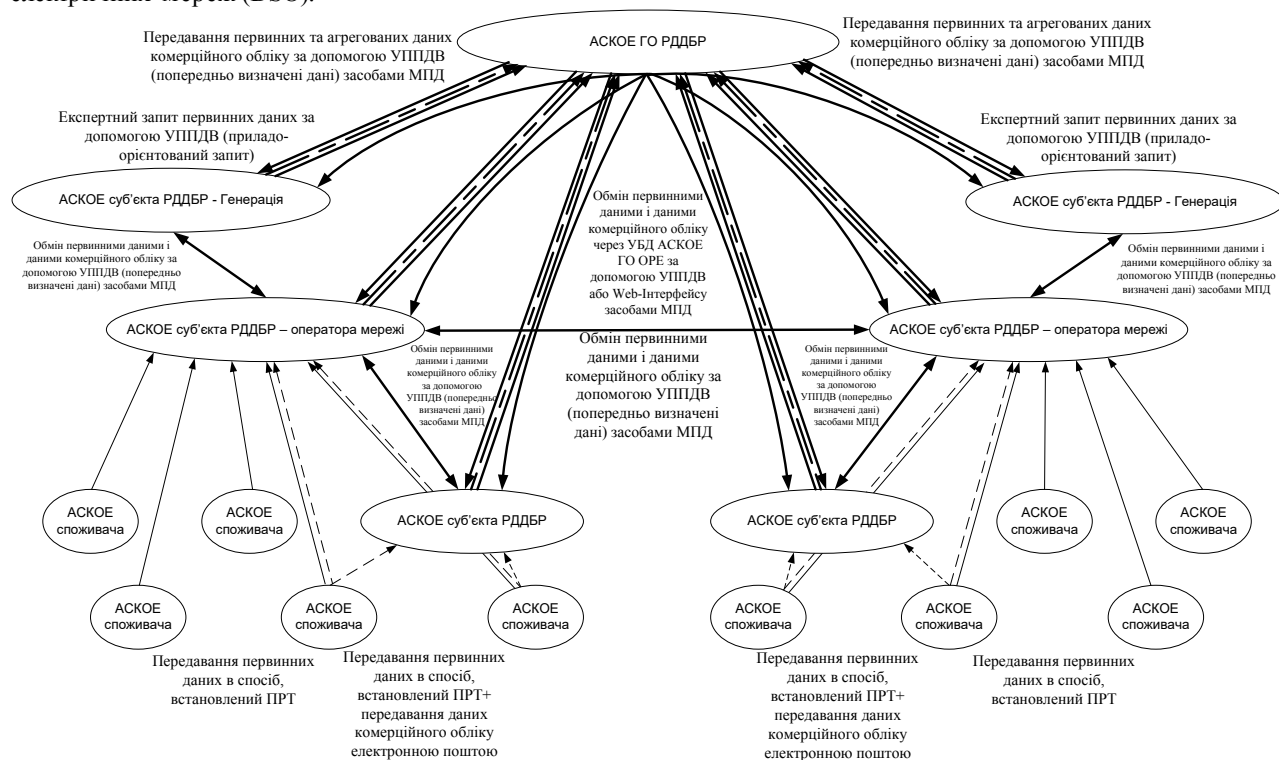 електричних мереж (DSO).
Передавання первинних та агрегованих даних
комерційного обліку за допомогою УППДВ
(попередньо визначені дані) засобами МПД
АСКОЕ ГО РДДБР
Передавання первинних та агрегованих даних
комерційного обліку за допомогою УППДВ
(попередньо визначені дані) засобами МПД
Експертний запит первинних даних за
допомогою УППДВ (приладо-
орієнтований запит)
Експертний запит первинних даних за
допомогою УППДВ (приладо-
орієнтований запит)
АСКОЕ суб'єкта РДДБР - Генерація
АСКОЕ суб'єкта РДДБР - Генерація
Обмін первинними
даними і даними
комерційного обліку
через УБД АСКОЕ
ГО ОРЕ за
допомогою УППДВ
або Web-Інтерфейсу
засобами МПД
Обмін первинними даними і
даними комерційного обліку за
допомогою УППДВ (попередньо
визначені дані) засобами МПД
Обмін первинними даними і
даними комерційного обліку за
допомогою УППДВ (попередньо
визначені дані) засобами МПД
АСКОЕ суб'єкта РДДБР – оператора мережі
АСКОЕ суб'єкта РДДБР – оператора мережі
Обмін первинними
даними і даними
комерційного обліку
за допомогою
УППДВ (попередньо
визначені дані)
засобами МПД
Обмін первинними
даними і даними
комерційного обліку за
допомогою УППДВ
(попередньо визначені
дані) засобами МПД
Обмін первинними
даними і даними
комерційного обліку
за допомогою
УППДВ (попередньо
визначені дані)
засобами МПД
АСКОЕ
споживача
АСКОЕ
споживача
АСКОЕ суб'єкта РДДБР
АСКОЕ суб'єкта РДДБР
АСКОЕ
споживача
АСКОЕ
споживача
АСКОЕ
споживача
АСКОЕ
споживача
АСКОЕ
споживача
АСКОЕ
споживача
АСКОЕ
споживача
АСКОЕ
споживача
Передавання первинних
даних в спосіб,
встановлений ПРТ
Передавання первинних
даних в спосіб,
встановлений ПРТ+
передавання даних
комерційного обліку
електронною поштою
Передавання первинних
даних в спосіб,
встановлений ПРТ+
передавання даних
комерційного обліку
електронною поштою
Передавання первинних
даних в спосіб,
встановлений ПРТ